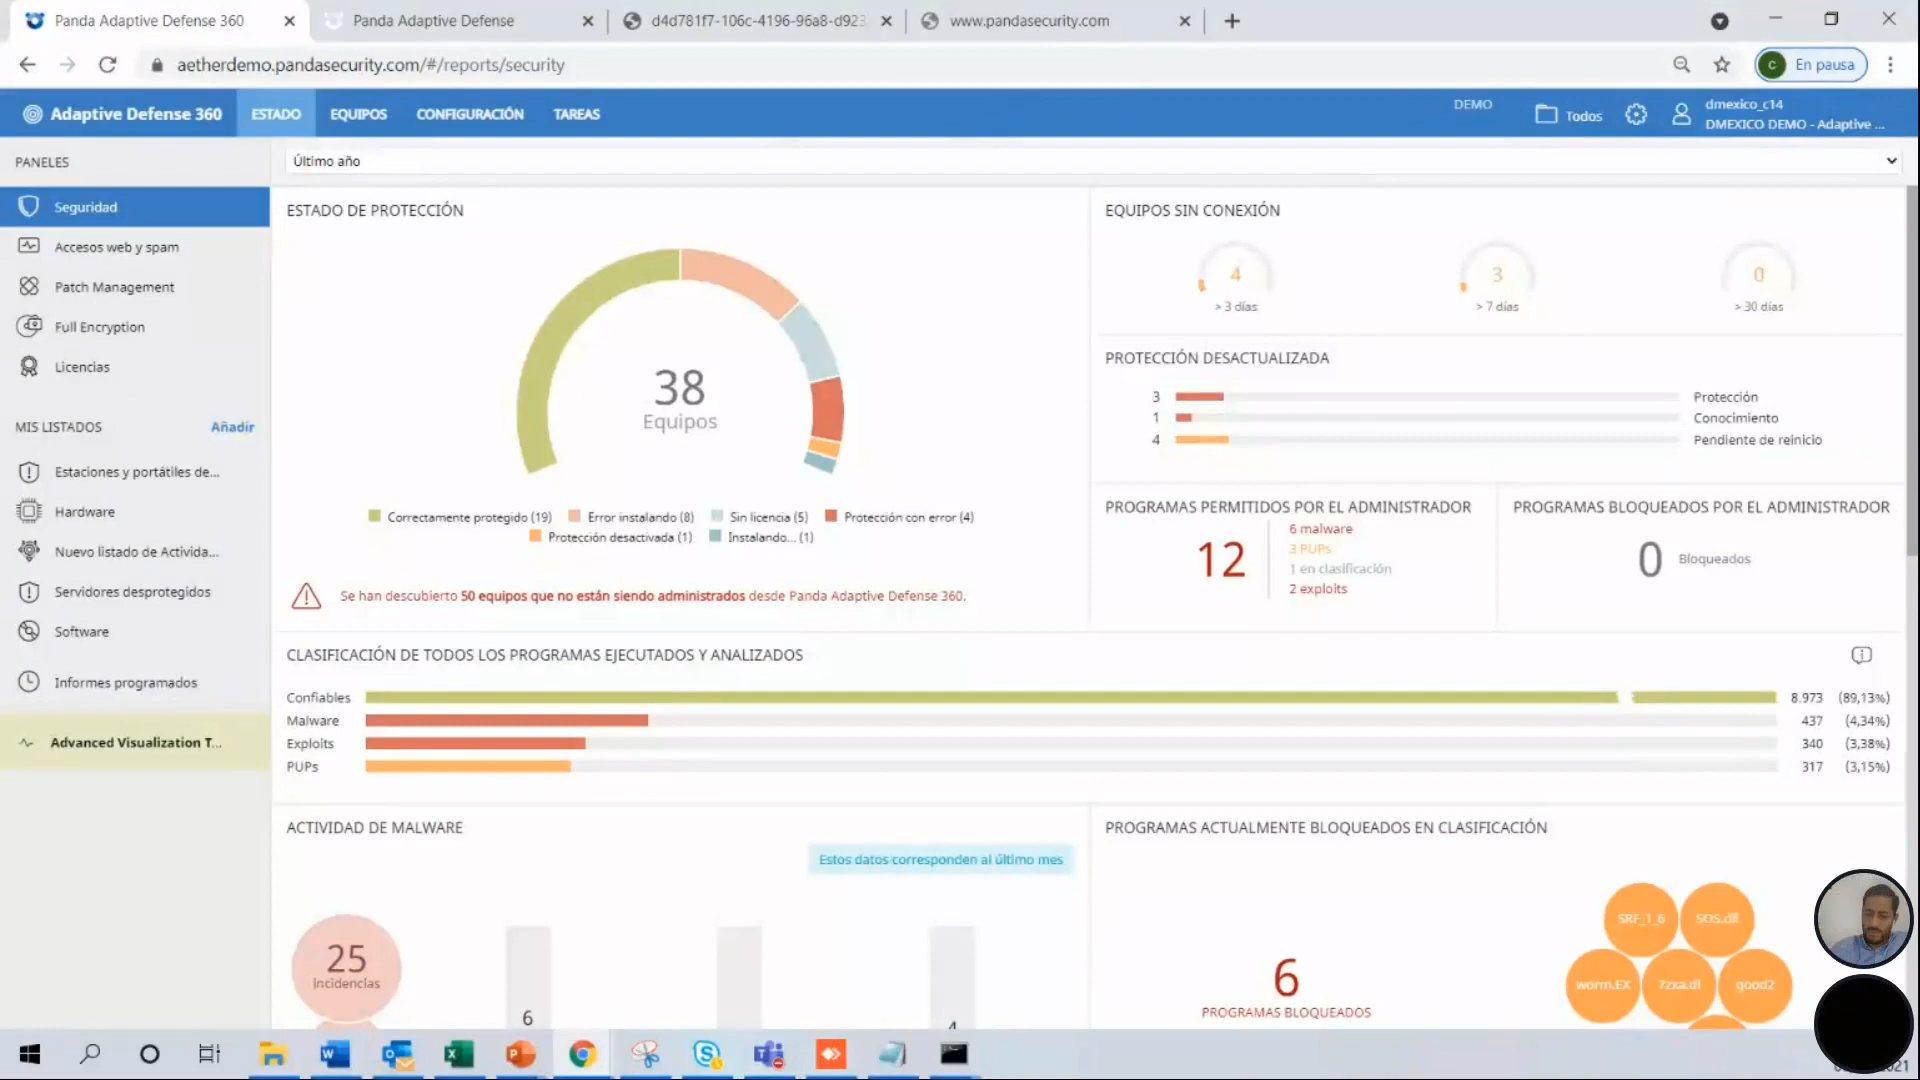 Panda Adaptive Defense 360
Panda Adaptive Defense
d4d781f7-106c-4196-96a8-d923
www.pandasecurity.com
aetherdemo.pandasecurity.com/#/reports/security
C
En pausa
Adaptive Defense 360
ESTADO
EQUIPOS
CONFIGURACIÓN
TAREAS
DEMO
Todos
dmexico_c14
DMEXICO DEMO - Adaptive ...
PANELES
Último año
Seguridad
Accesos web y spam
Patch Management
Full Encryption
Licencias
MIS LISTADOS
Añadir
Estaciones y portátiles de...
Hardware
Nuevo listado de Activida...
Servidores desprotegidos
Software
Informes programados
Advanced Visualization T...
ESTADO DE PROTECCIÓN
38
Equipos
Correctamente protegido (19)
Error instalando (8)
Sin licencia (5)
Protección con error (4)
Protección desactivada (1)
Instalando... (1)
Se han descubierto 50 equipos que no están siendo administrados desde Panda Adaptive Defense 360.
EQUIPOS SIN CONEXIÓN
4
> 3 días
3
> 7 días
0
> 30 días
PROTECCIÓN DESACTUALIZADA
3 Protección
1 Conocimiento
4 Pendiente de reinicio
PROGRAMAS PERMITIDOS POR EL ADMINISTRADOR
12
6 malware
3 PUPs
1 en clasificación
2 exploits
PROGRAMAS BLOQUEADOS POR EL ADMINISTRADOR
0 Bloqueados
CLASIFICACIÓN DE TODOS LOS PROGRAMAS EJECUTADOS Y ANALIZADOS
Confiables 8.973 (89,13%)
Malware 437 (4,34%)
Exploits 340 (3,38%)
PUPs 317 (3,15%)
ACTIVIDAD DE MALWARE
Estos datos corresponden al último mes
25
Incidencias
6
4
PROGRAMAS ACTUALMENTE BLOQUEADOS EN CLASIFICACIÓN
6
PROGRAMAS BLOQUEADOS
SRF_1_6
SOS.dll
worm.EX
7zxa.dl
good2